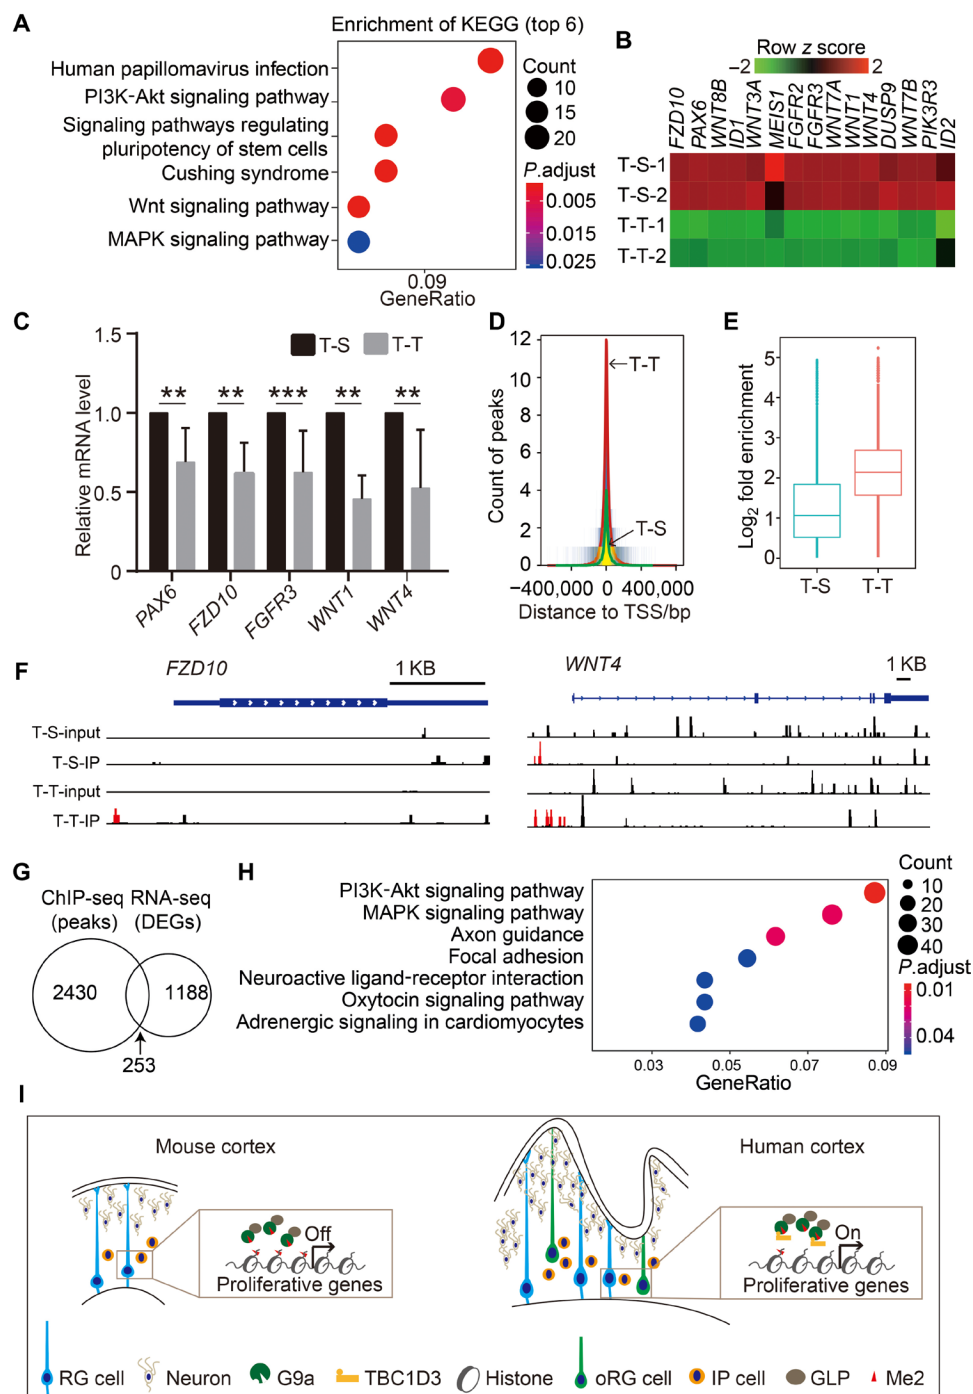 A
Enrichment of KEGG (top 6)
Human papillomavirus infection
PI3K-Akt signaling pathway
Signaling pathways regulating
pluripotency of stem cells
Cushing syndrome
Wnt signaling pathway
MAPK signaling pathway
0.09
GeneRatio
Count
10
15
20
P.adjust
0.005
0.015
0.025
B
Row z score
−2
2
FZD10
PAX6
WNT8B
ID1
WNT3A
MEIS1
FGFR2
FGFR3
WNT7A
WNT1
WNT4
DUSP9
WNT7B
PIK3R3
ID2
T-S-1
T-S-2
T-T-1
T-T-2
C
Relative mRNA level
1.5
1.0
0.5
0
T-S
T-T
**
**
***
**
**
PAX6
FZD10
FGFR3
WNT1
WNT4
D
Count of peaks
12
10
8
6
4
2
0
T-T
T-S
−400,000
0
400,000
Distance to TSS/bp
E
Log2 fold enrichment
5
4
3
2
1
0
T-S
T-T
F
FZD10
1 KB
WNT4
1 KB
T-S-input
T-S-IP
T-T-input
T-T-IP
G
ChIP-seq
(peaks)
RNA-seq
(DEGs)
2430
1188
253
H
PI3K-Akt signaling pathway
MAPK signaling pathway
Axon guidance
Focal adhesion
Neuroactive ligand-receptor interaction
Oxytocin signaling pathway
Adrenergic signaling in cardiomyocytes
0.03
0.05
0.07
0.09
GeneRatio
Count
10
20
30
40
P.adjust
0.01
0.04
I
Mouse cortex
Human cortex
Off
Proliferative genes
On
Proliferative genes
RG cell
Neuron
G9a
TBC1D3
Histone
oRG cell
IP cell
GLP
Me2